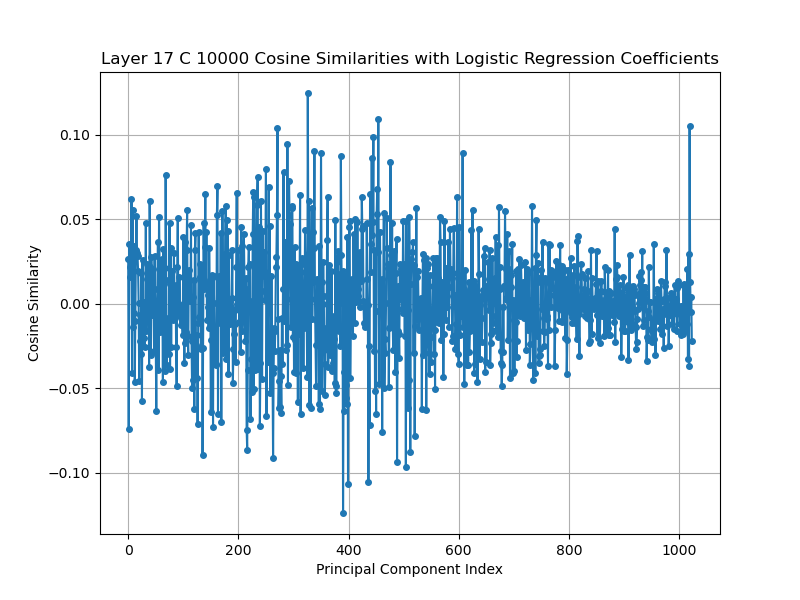 Layer 17 C 10000 Cosine Similarities with Logistic Regression Coefficients
Cosine Similarity
0.10
0.05
0.00
−0.05
−0.10
0 200 400 600 800 1000
Principal Component Index